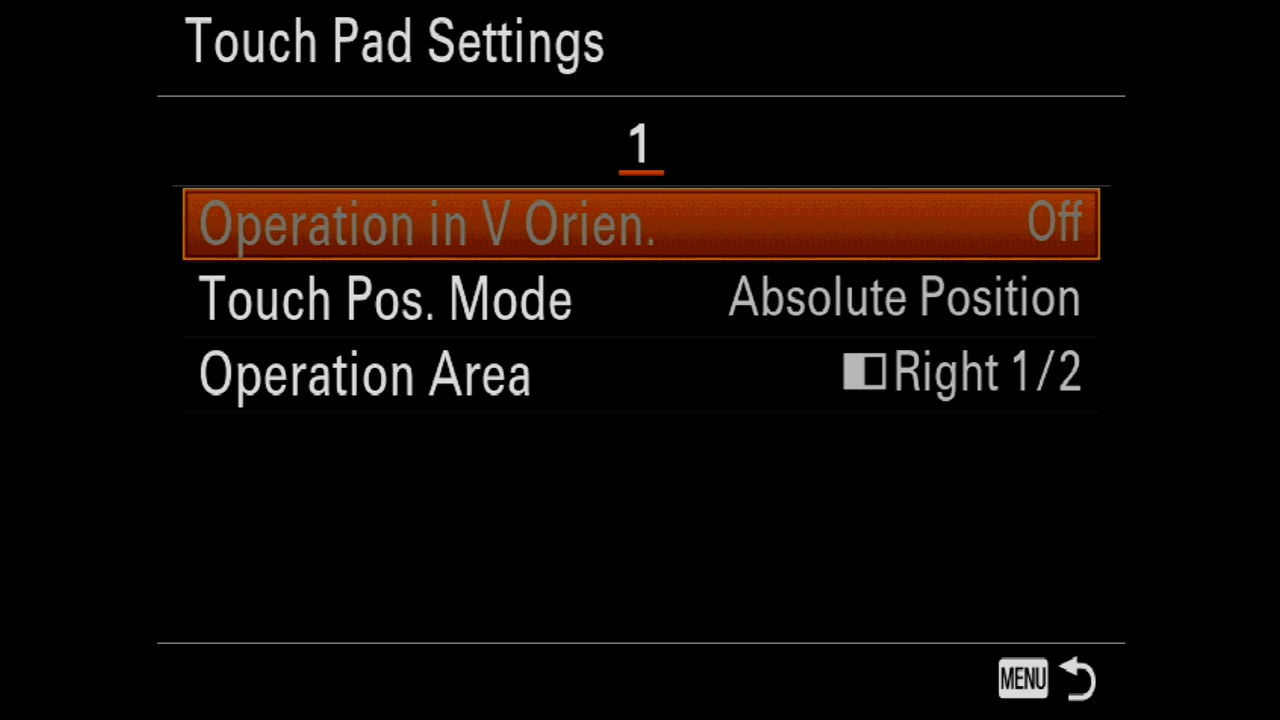 Touch Pad Settings
1
Operation in V Orien. Off
Touch Pos. Mode Absolute Position
Operation Area Right 1/2
MENU